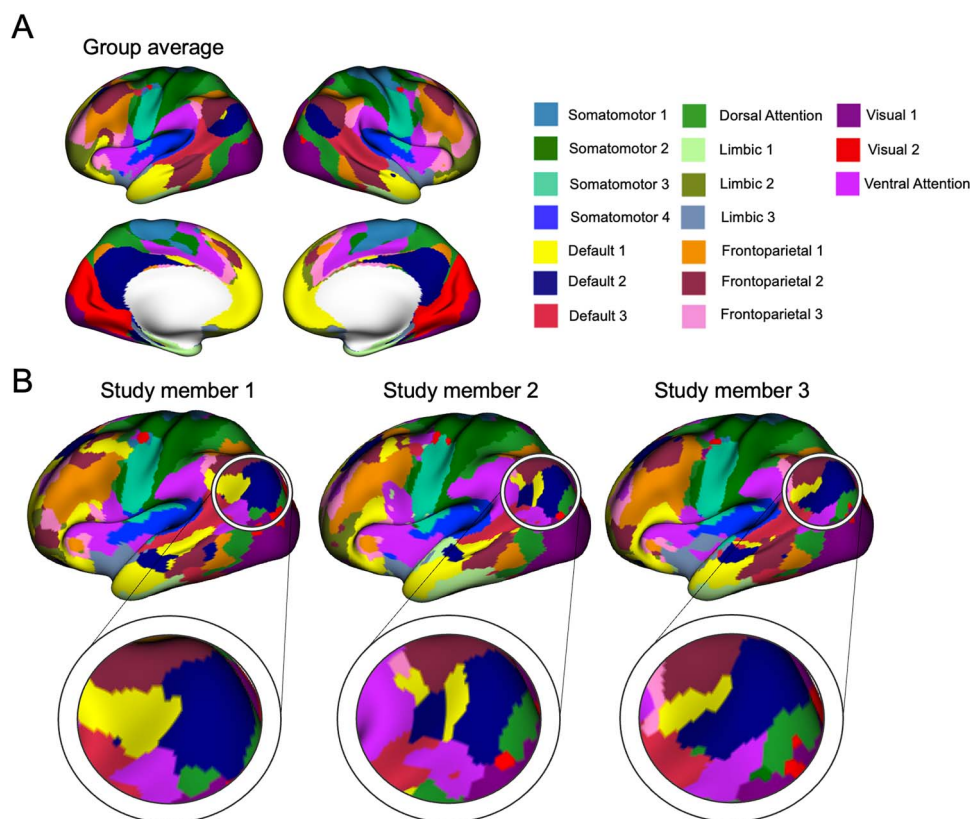 A
Group average
Somatomotor 1
Somatomotor 2
Somatomotor 3
Somatomotor 4
Default 1
Default 2
Default 3
Dorsal Attention
Limbic 1
Limbic 2
Limbic 3
Frontoparietal 1
Frontoparietal 2
Frontoparietal 3
Visual 1
Visual 2
Ventral Attention
B
Study member 1
Study member 2
Study member 3